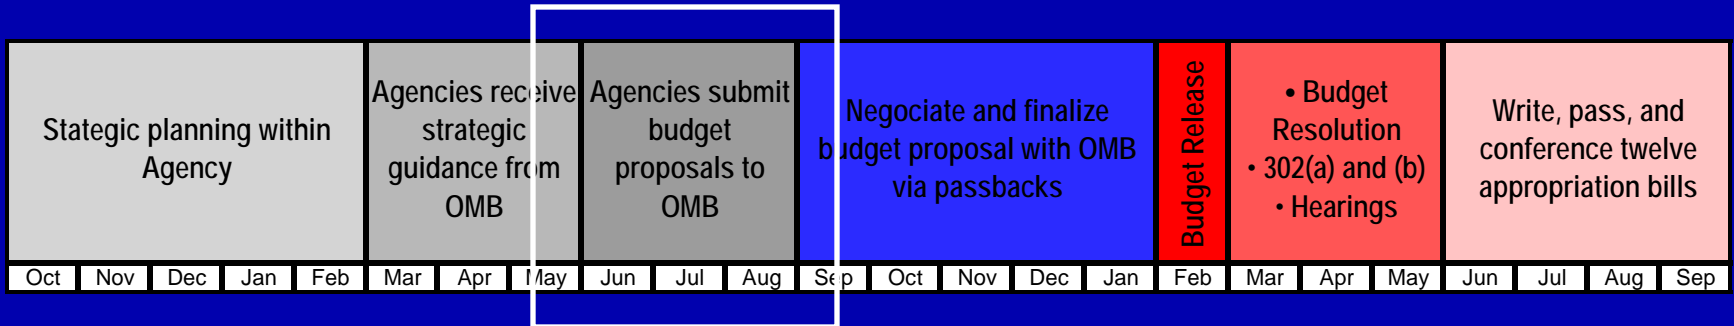 Stategic planning within
Agency
Agencies receive
strategic
guidance from
OMB
Agencies submit
budget
proposals to
OMB
Negociate and finalize
budget proposal with OMB
via passbacks
Budget Release
• Budget
Resolution
• 302(a) and (b)
• Hearings
Write, pass, and
conference twelve
appropriation bills
Oct Nov Dec Jan Feb Mar Apr May Jun Jul Aug Sep Oct Nov Dec Jan Feb Mar Apr May Jun Jul Aug Sep